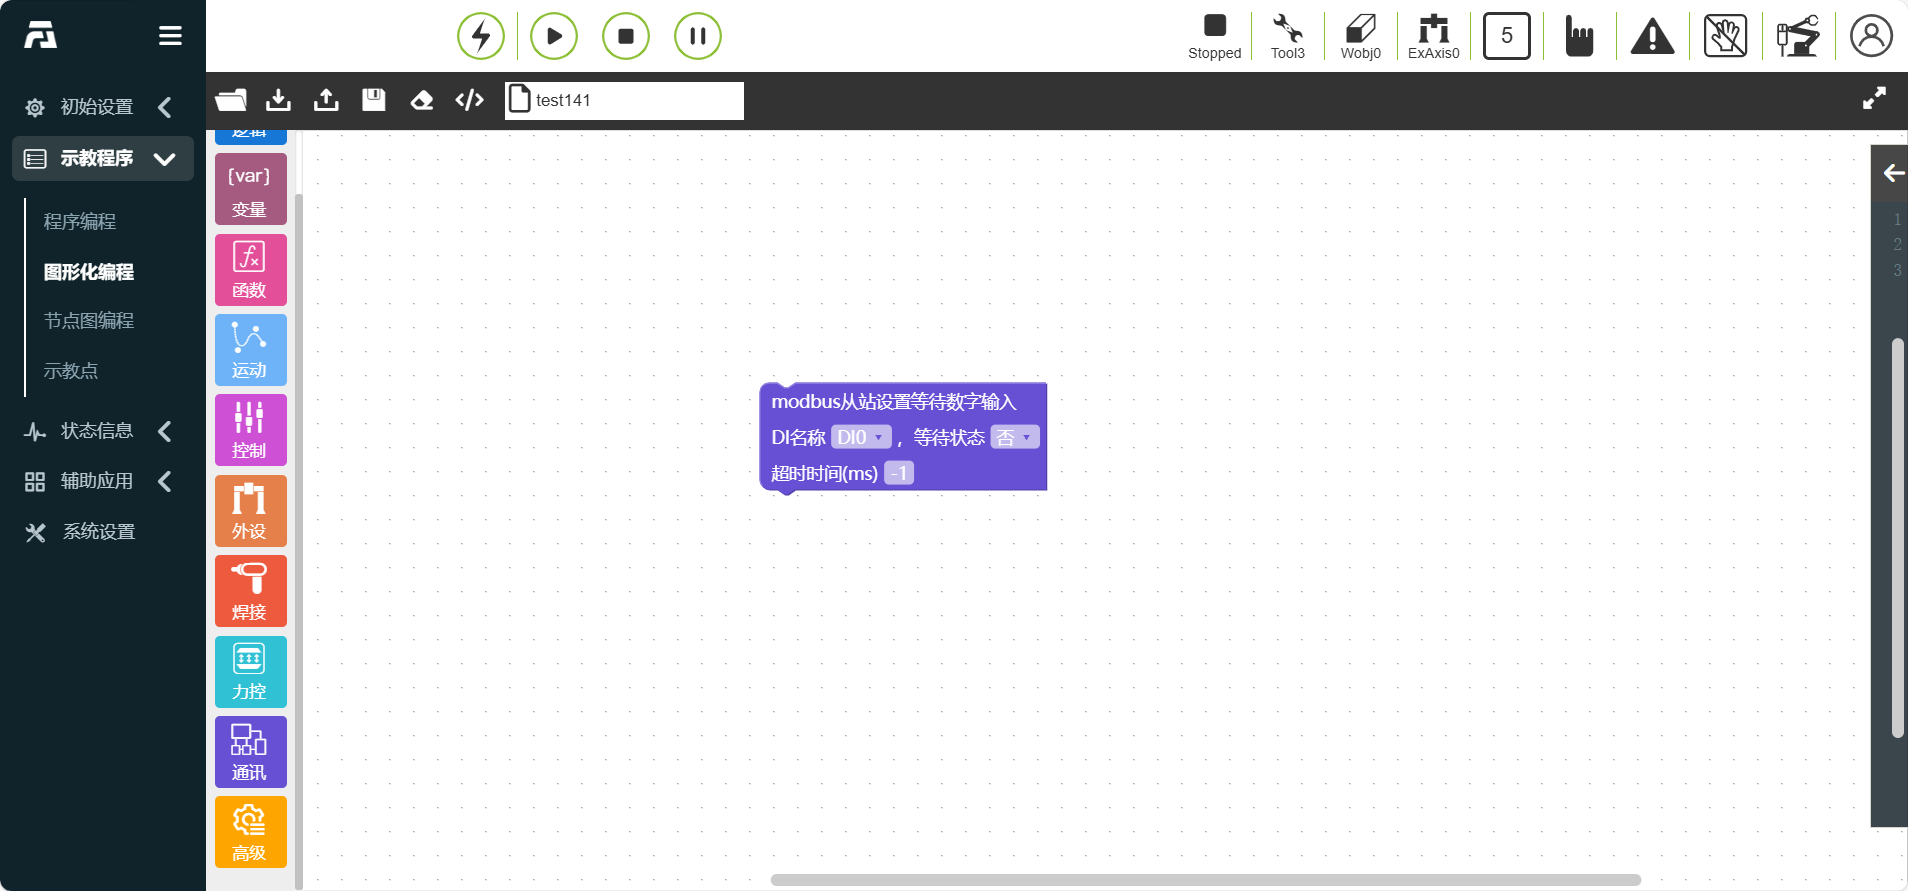 Stopped
Tool3
Wobj0
ExAxis0
5
test141
初始设置
示教程序
程序编程
图形化编程
节点图编程
示教点
状态信息
辅助应用
系统设置
逻辑
{var}
变量
函数
运动
控制
外设
焊接
力控
通讯
高级
modbus从站设置等待数字输入
DI名称 DI0 ，等待状态 否
超时时间(ms) -1
1
2
3